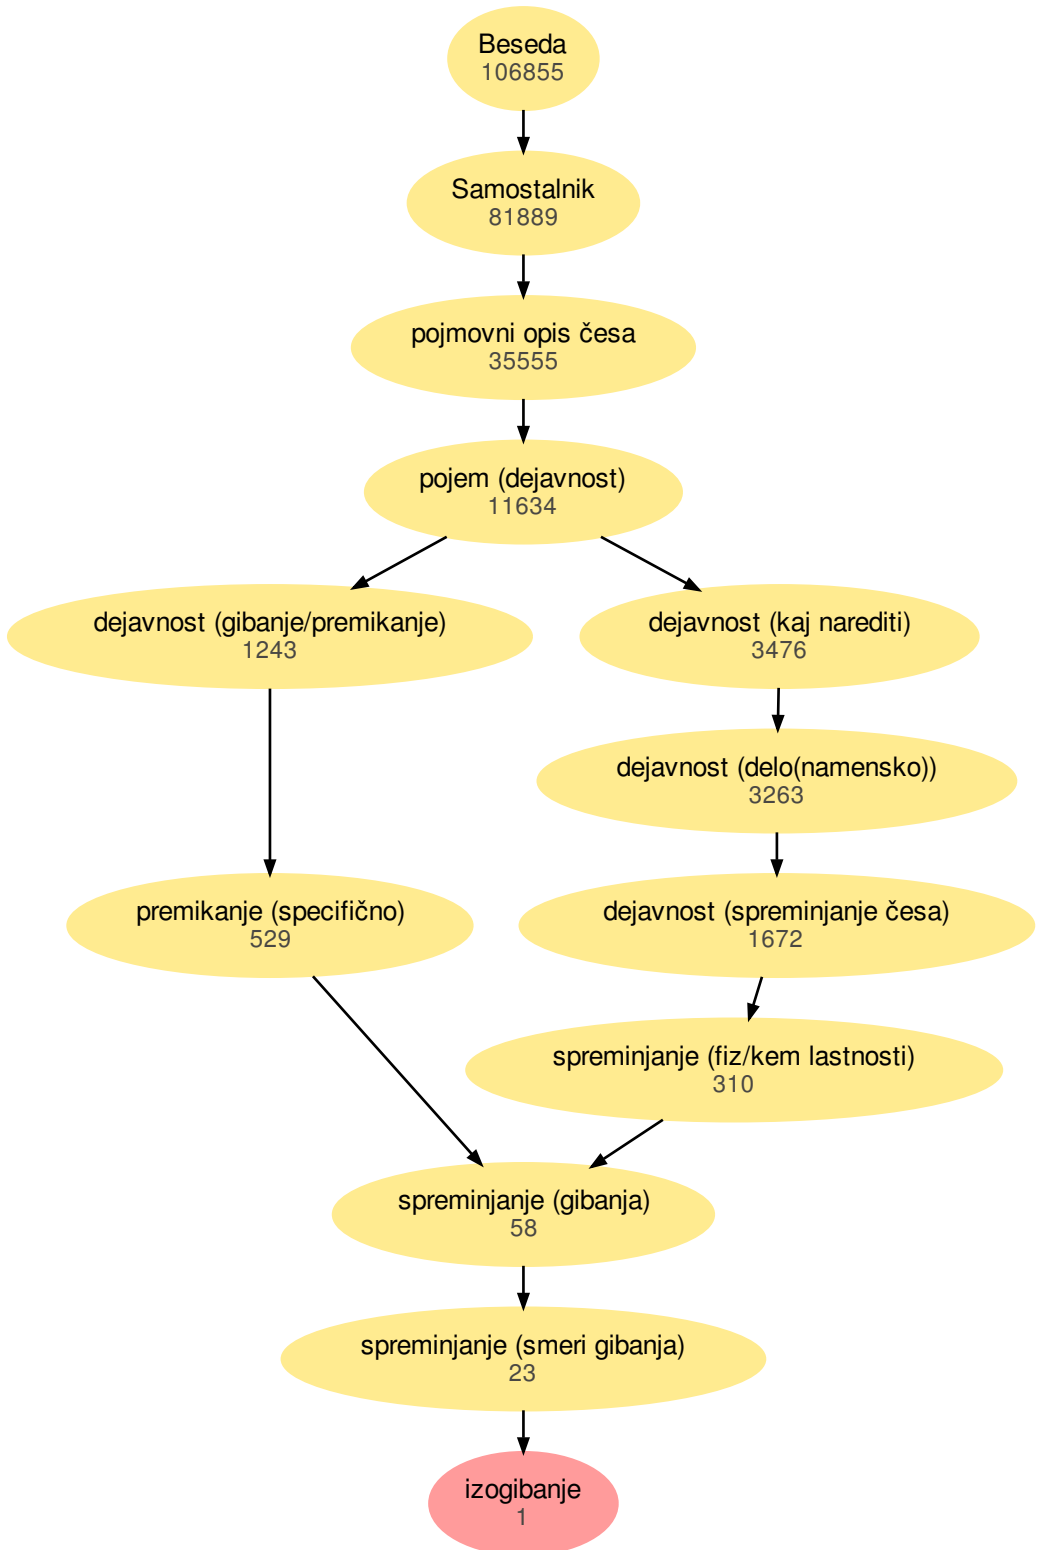 Beseda
106855
Samostalnik
81889
pojmovni opis česa
35555
pojem (dejavnost)
11634
dejavnost (gibanje/premikanje)
1243
dejavnost (kaj narediti)
3476
dejavnost (delo(namensko))
3263
premikanje (specifično)
529
dejavnost (spreminjanje česa)
1672
spreminjanje (fiz/kem lastnosti)
310
spreminjanje (gibanja)
58
spreminjanje (smeri gibanja)
23
izogibanje
1